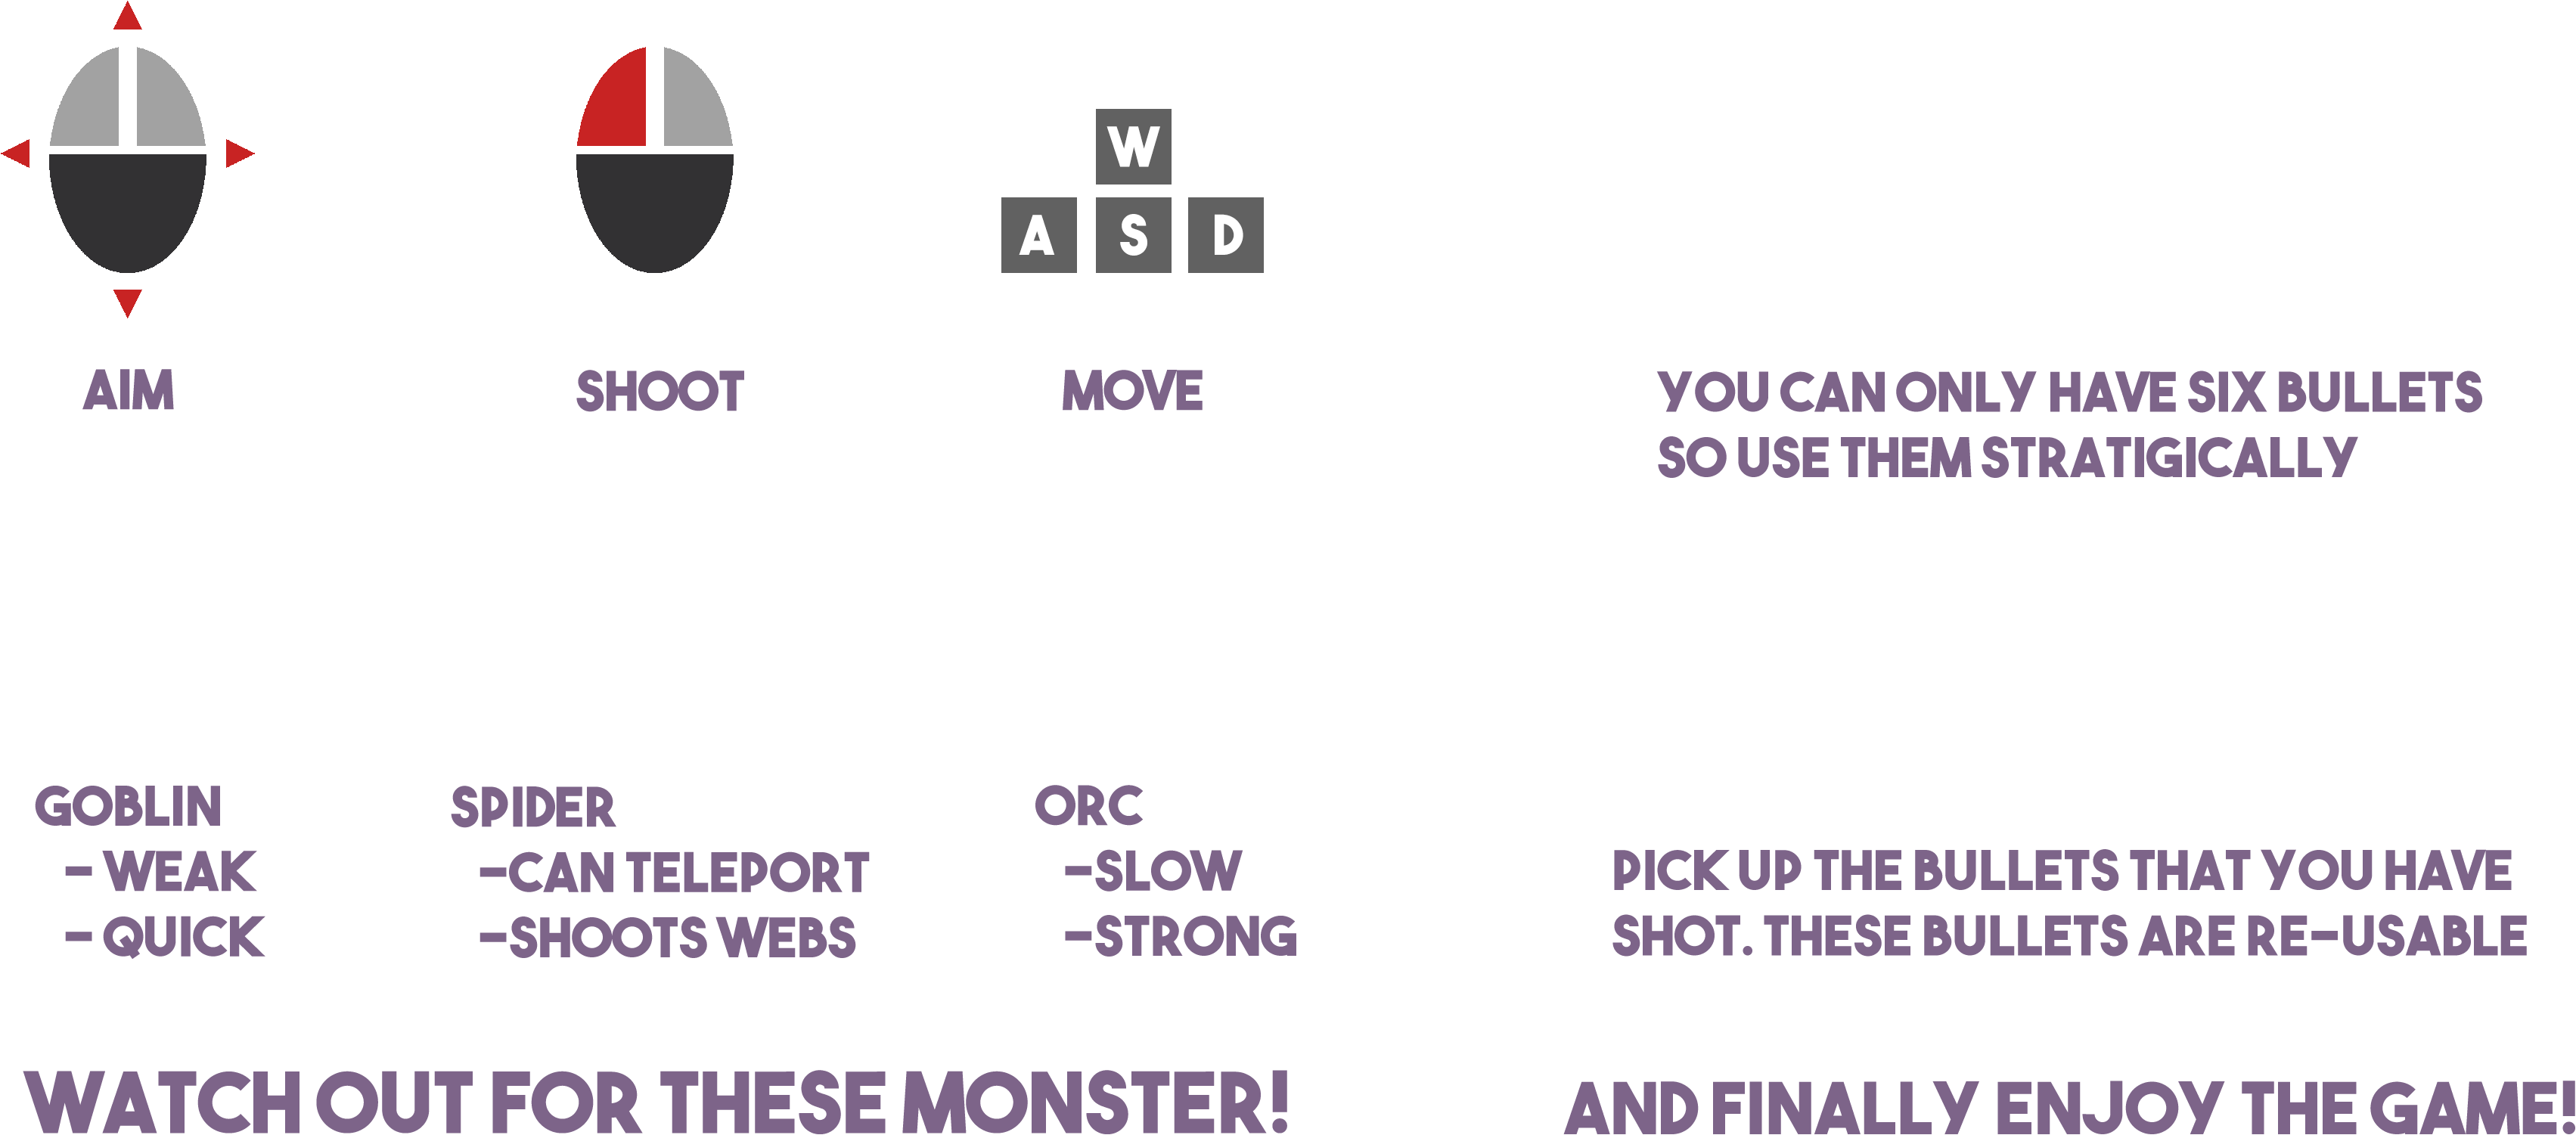 W
A S D
AIM
SHOOT
MOVE
YOU CAN ONLY HAVE SIX BULLETS
SO USE THEM STRATIGICALLY
GOBLIN
- WEAK
- QUICK
SPIDER
-CAN TELEPORT
-SHOOTS WEBS
ORC
-SLOW
-STRONG
PICK UP THE BULLETS THAT YOU HAVE
SHOT. THESE BULLETS ARE RE-USABLE
WATCH OUT FOR THESE MONSTER!
AND FINALLY ENJOY THE GAME!